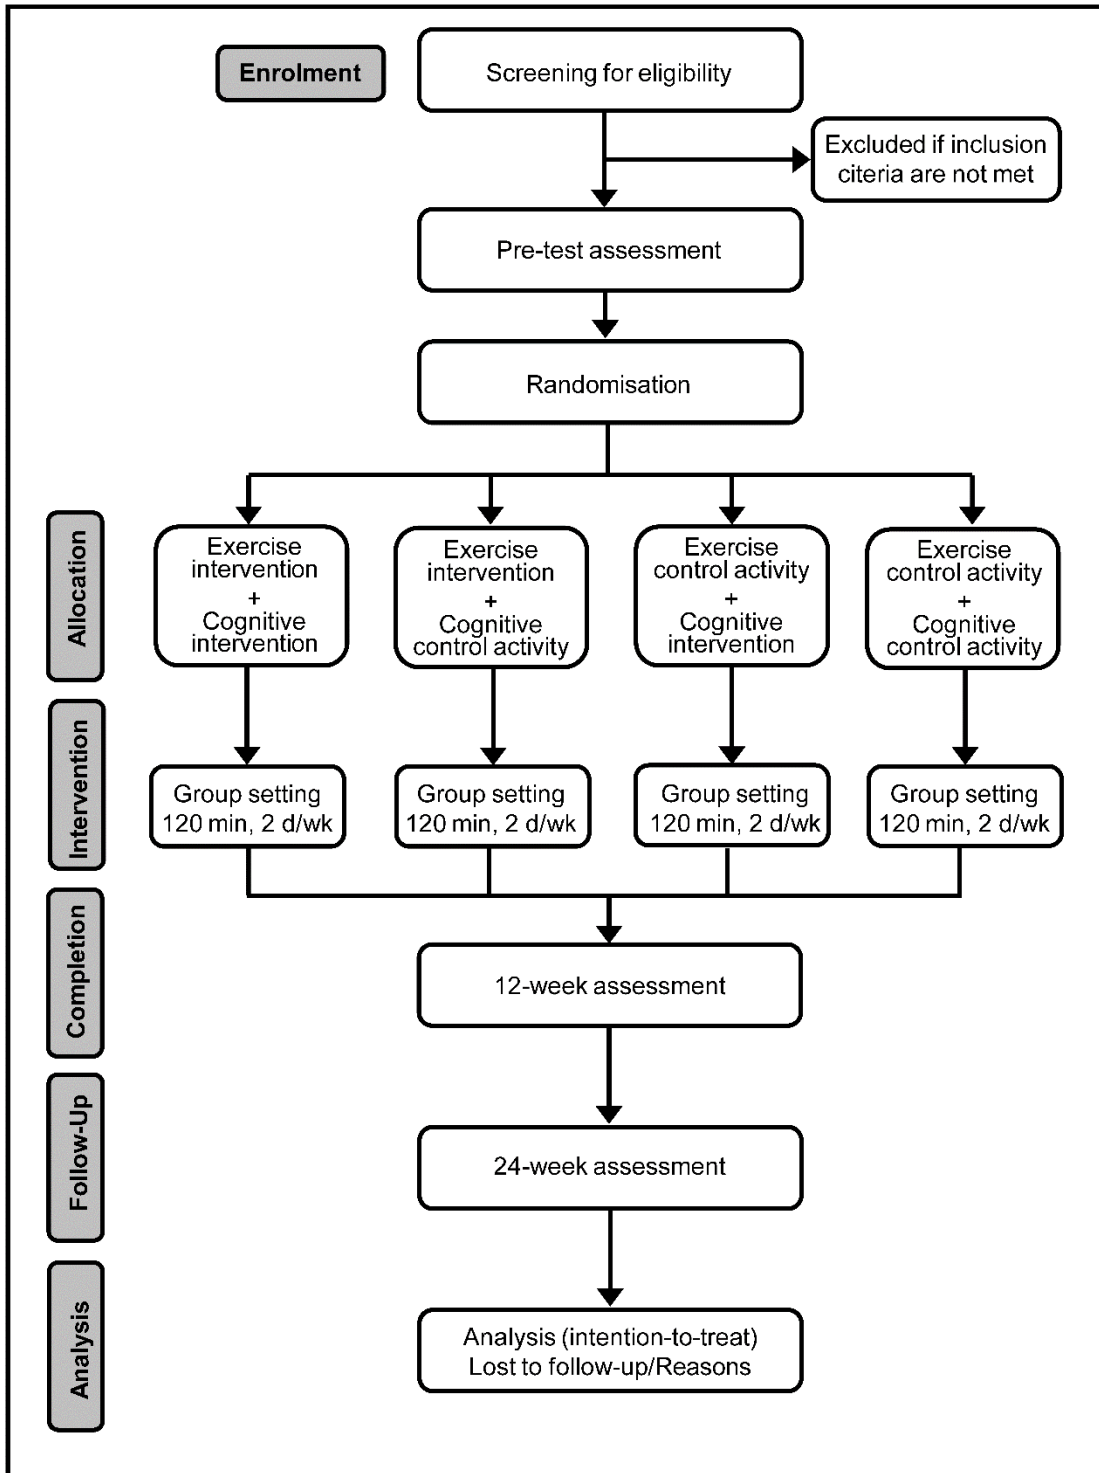 Enrolment
Screening for eligibility
Excluded if inclusion
citeria are not met
Pre-test assessment
Randomisation
Allocation
Exercise
intervention
+
Cognitive
intervention
Exercise
intervention
+
Cognitive
control activity
Exercise
control activity
+
Cognitive
intervention
Exercise
control activity
+
Cognitive
control activity
Intervention
Group setting
120 min, 2 d/wk
Group setting
120 min, 2 d/wk
Group setting
120 min, 2 d/wk
Group setting
120 min, 2 d/wk
Completion
12-week assessment
Follow-Up
24-week assessment
Analysis
Analysis (intention-to-treat)
Lost to follow-up/Reasons